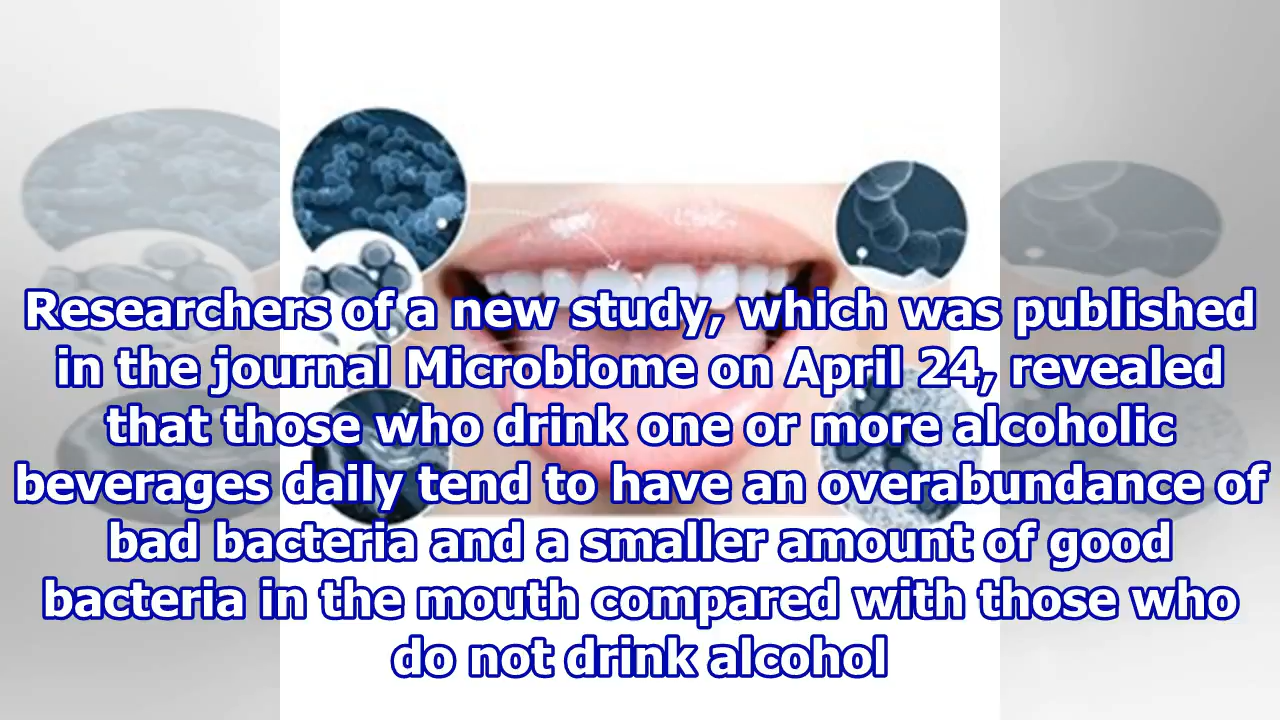 Researchers of a new study, which was published
in the journal Microbiome on April 24, revealed
that those who drink one or more alcoholic
beverages daily tend to have an overabundance of
bad bacteria and a smaller amount of good
bacteria in the mouth compared with those who
do not drink alcohol